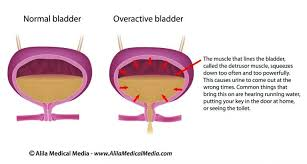 Normal bladder
Overactive bladder
The muscle that lines the bladder,
called the detrusor muscle, squeezes
down too often and too powerfully.
This causes urine to come out at the
wrong times. Common things that
bring this on are hearing running water,
putting your key in the door at home,
or seeing the toilet.
© Alila Medical Media - www.AlilaMedicalMedia.com